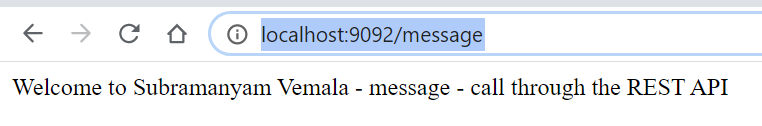 localhost:9092/message
Welcome to Subramanyam Vemala - message - call through the REST API